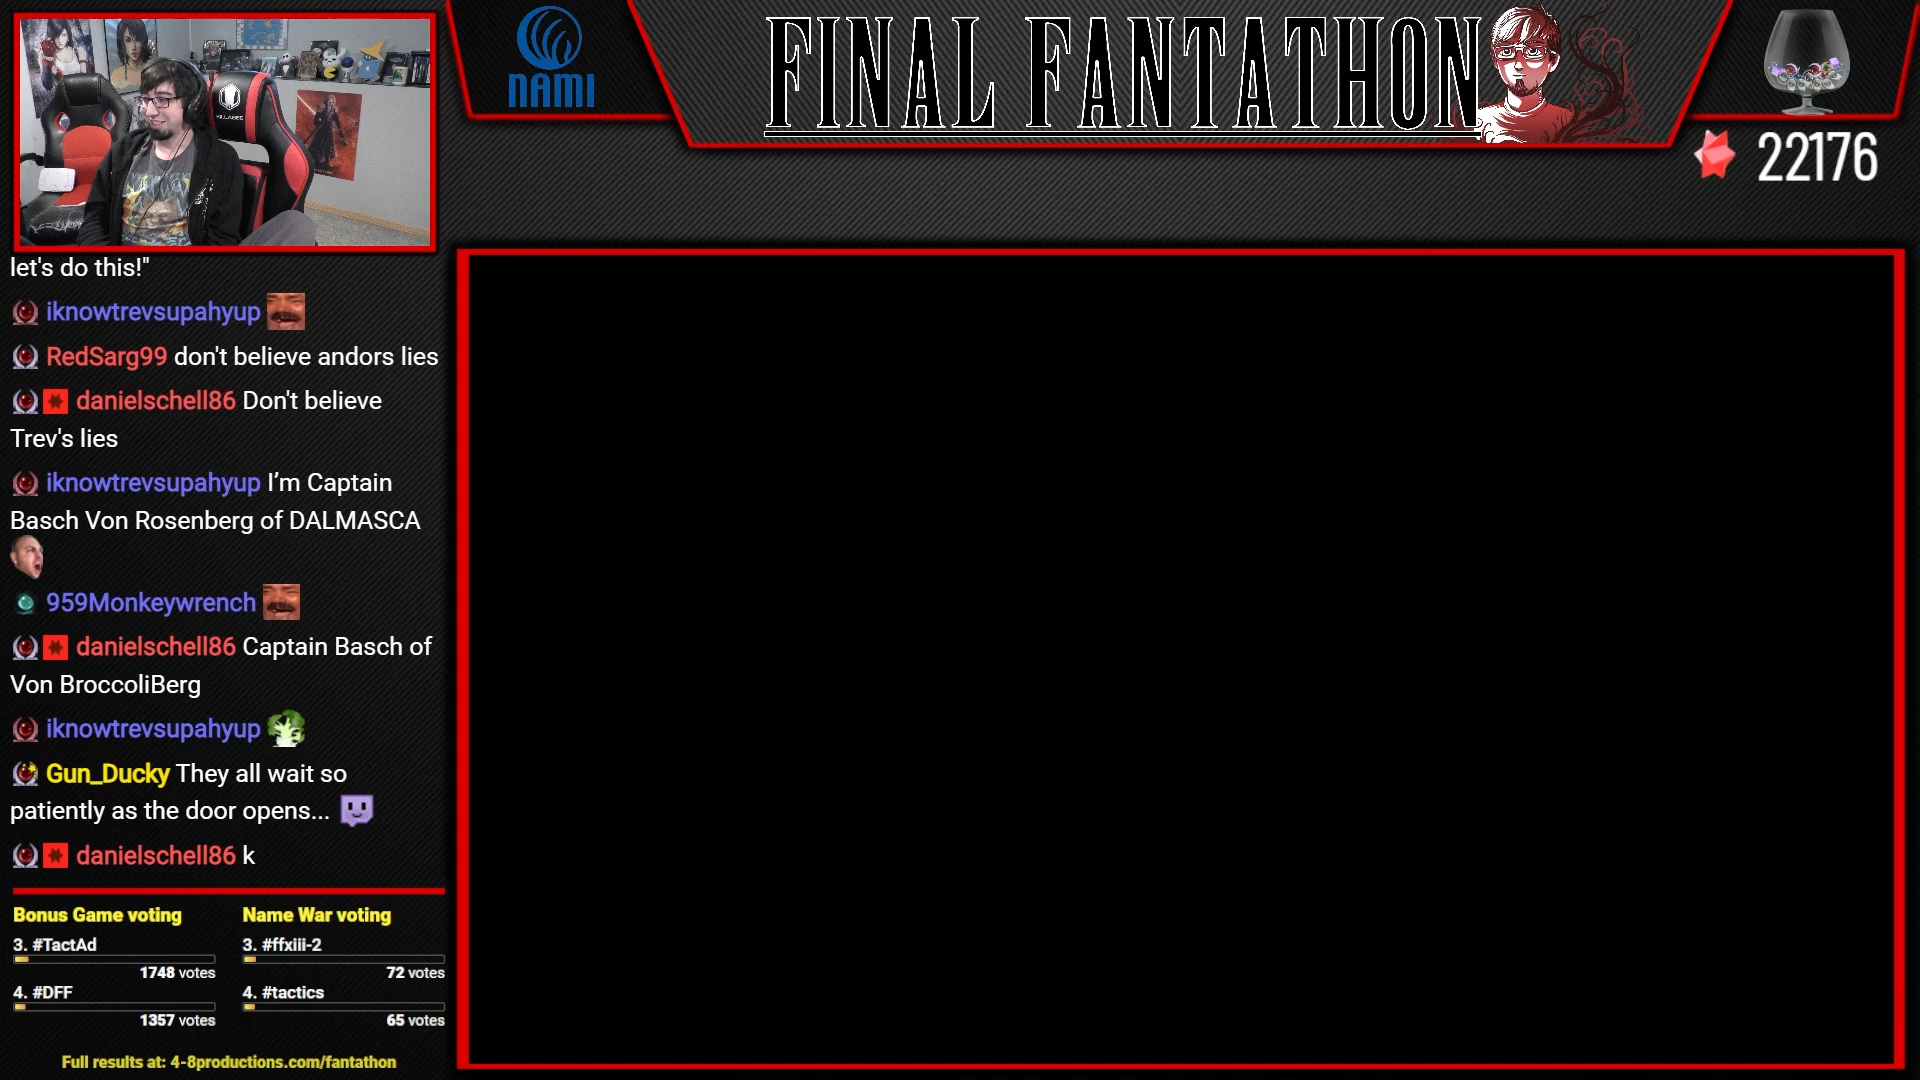 NAMI
FINAL FANTATHON
22176
let's do this!"
iknowtrevsupahyup
RedSarg99 don't believe andors lies
danielschell86 Don't believe
Trev's lies
iknowtrevsupahyup I’m Captain
Basch Von Rosenberg of DALMASCA
959Monkeywrench
danielschell86 Captain Basch of
Von BroccoliBerg
iknowtrevsupahyup
Gun_Ducky They all wait so
patiently as the door opens...
danielschell86 k
Bonus Game voting
3. #TactAd
1748 votes
4. #DFF
1357 votes
Name War voting
3. #ffxiii-2
72 votes
4. #tactics
65 votes
Full results at: 4-8productions.com/fantathon